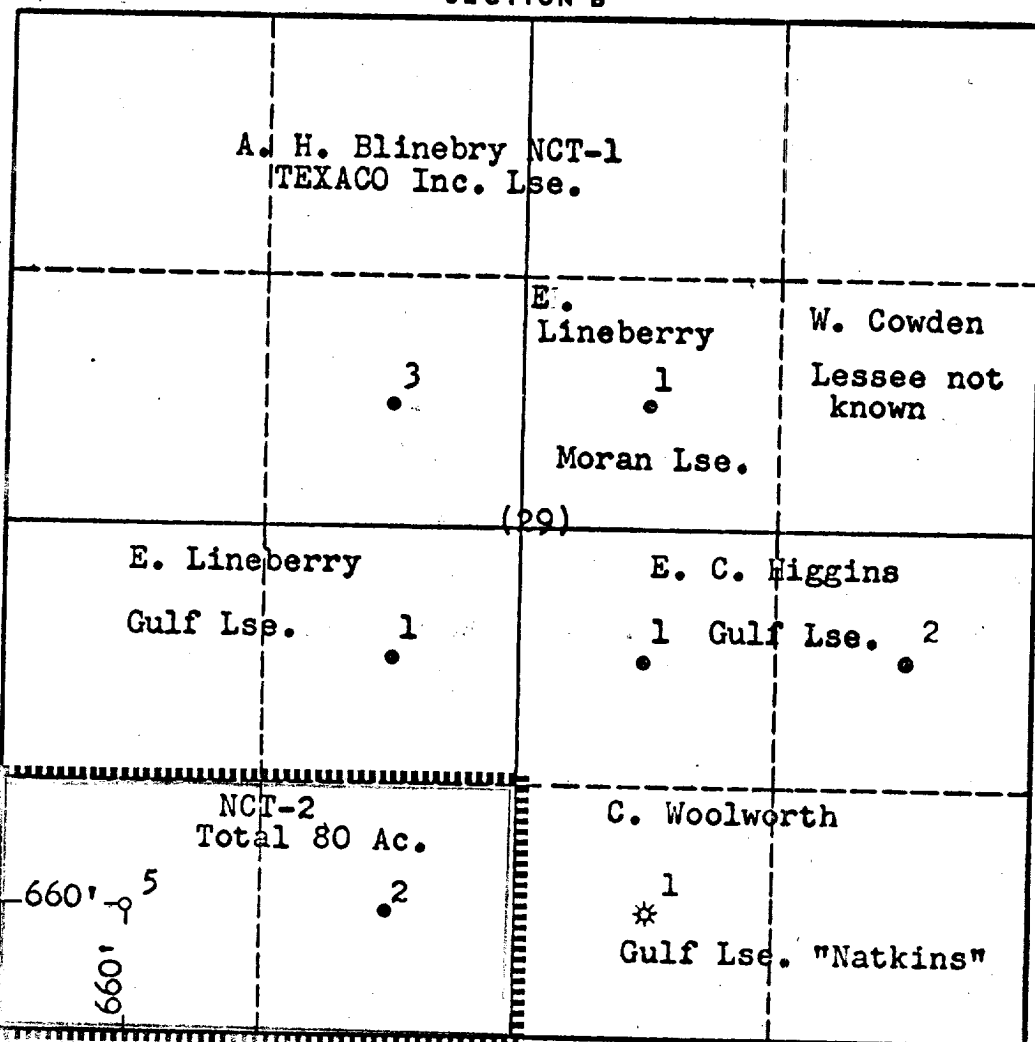 SECTION B
A. H. Blinebry NCT-1
TEXACO Inc. Lse.
E.
Lineberry
W. Cowden
Lessee not
known
3
1
Moran Lse.
(29)
E. Lineberry
E. C. Higgins
Gulf Lse.
1
1
Gulf Lse.
2
NCT-2
Total 80 Ac.
C. Woolworth
660'
5
2
1
660'
Gulf Lse. "Natkins"